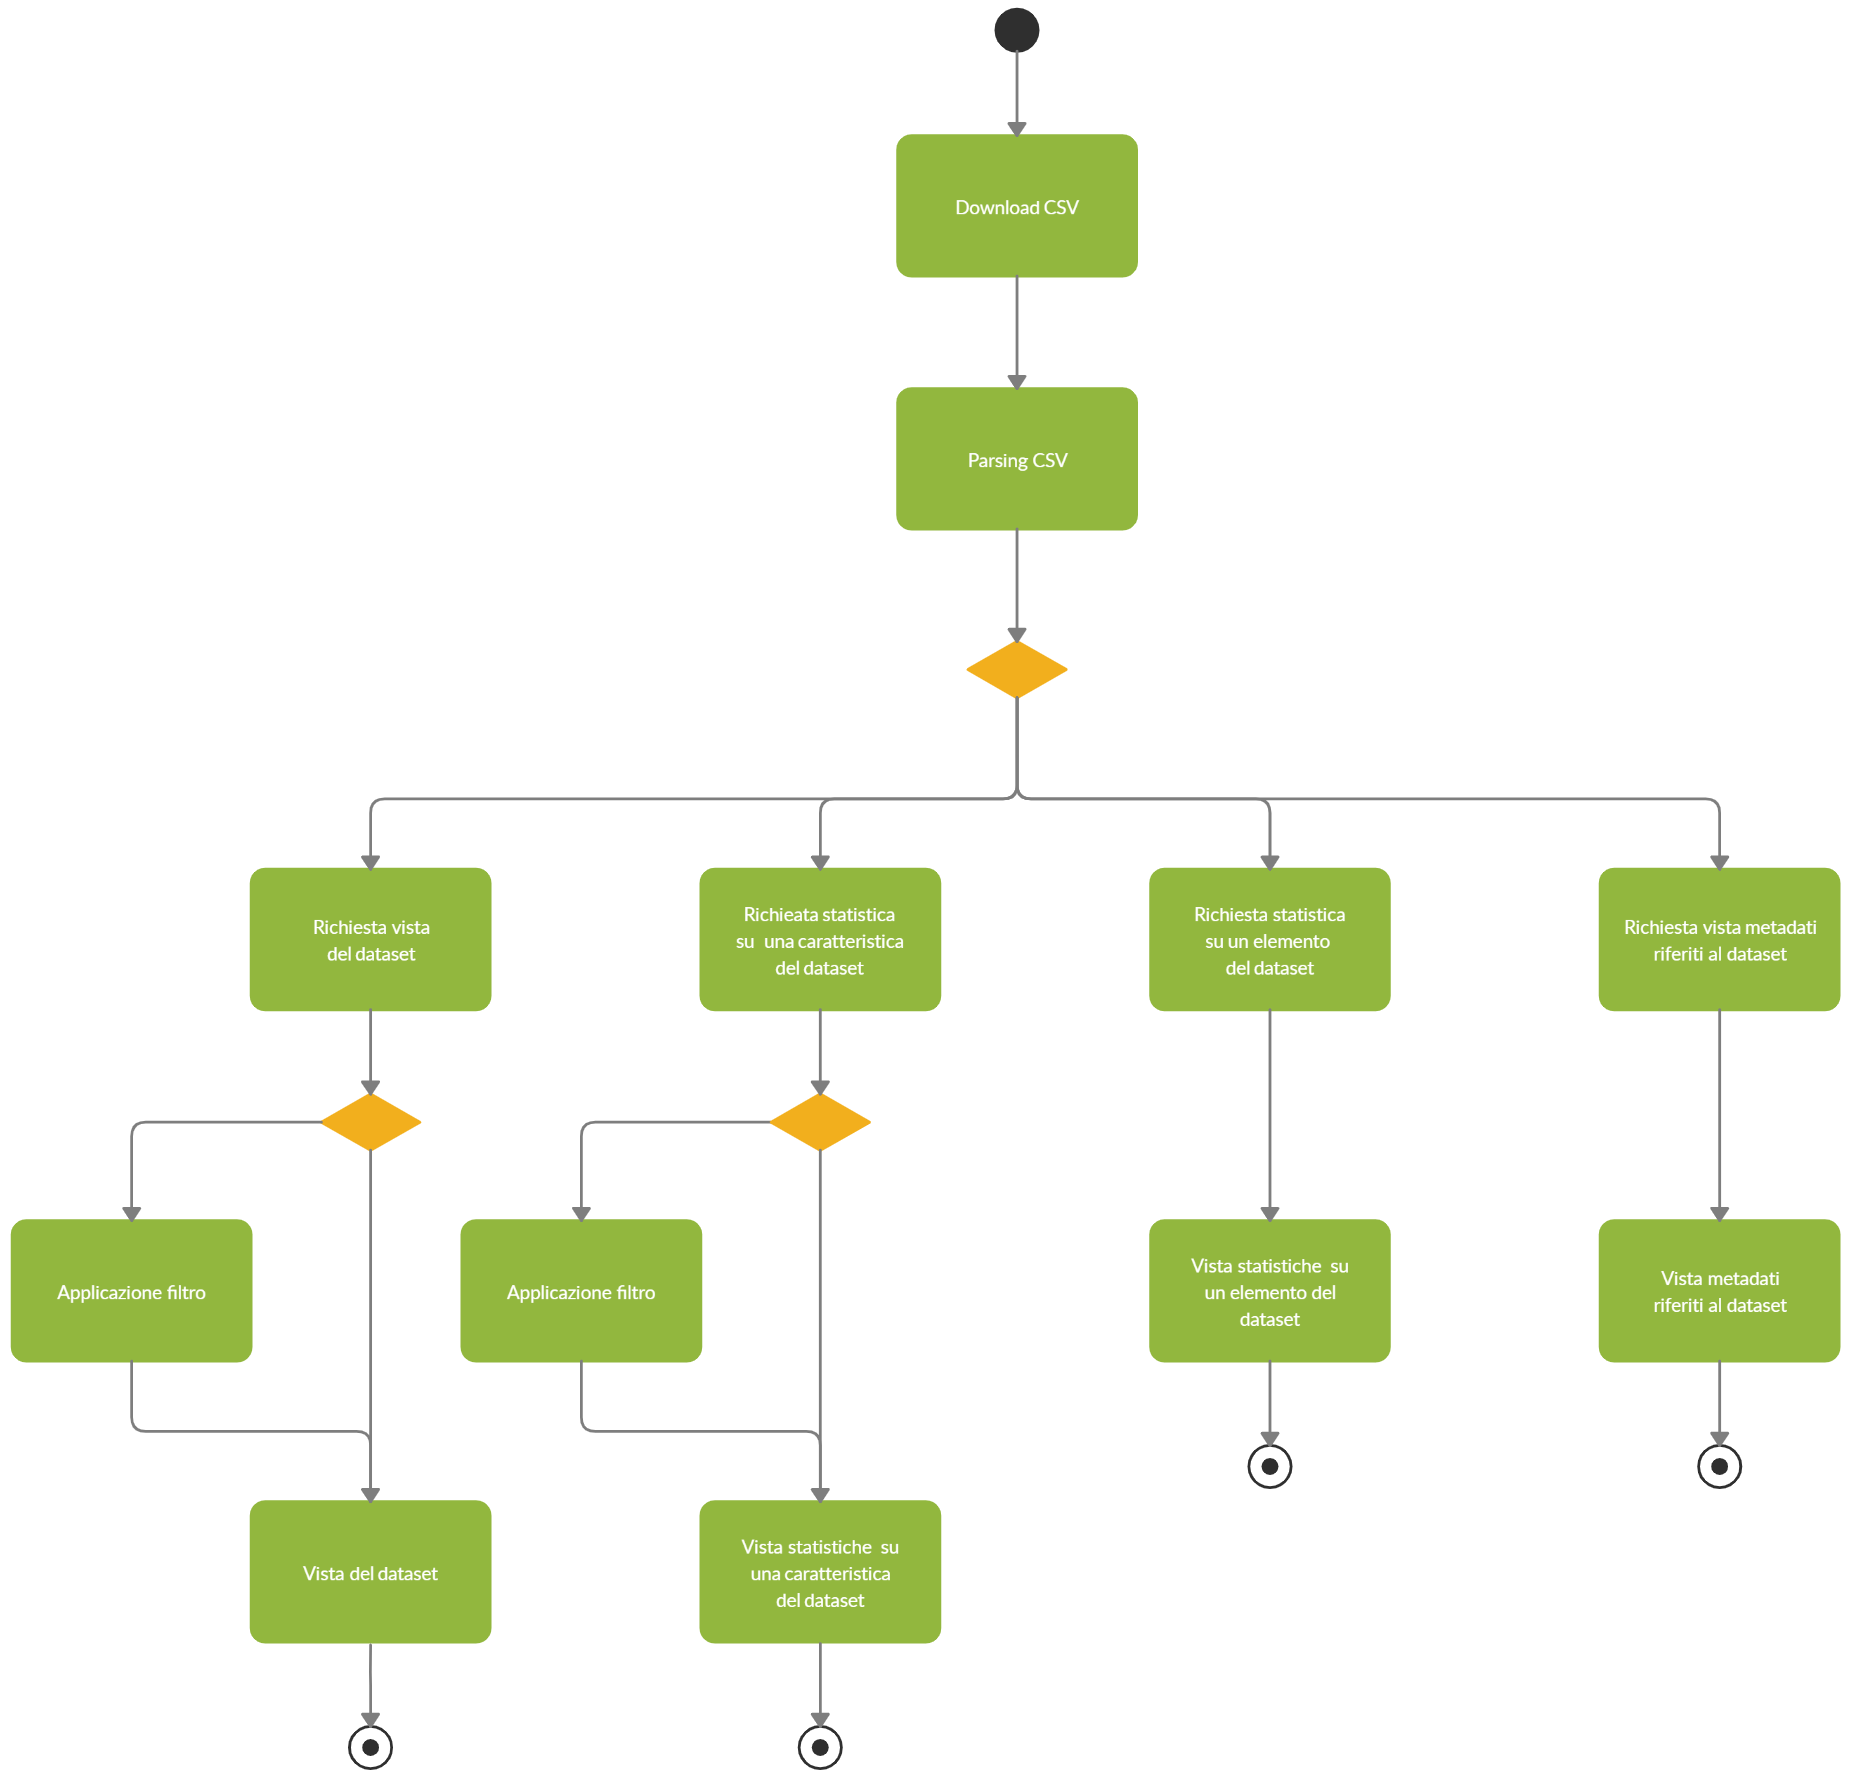 Download CSV
Parsing CSV
Richiesta vista
del dataset
Richieata statistica
su  una caratteristica
del dataset
Richiesta statistica
su un elemento
del dataset
Richiesta vista metadati
riferiti al dataset
Applicazione filtro
Applicazione filtro
Vista statistiche  su
un elemento del
dataset
Vista metadati
riferiti al dataset
Vista del dataset
Vista statistiche  su
una caratteristica
del dataset